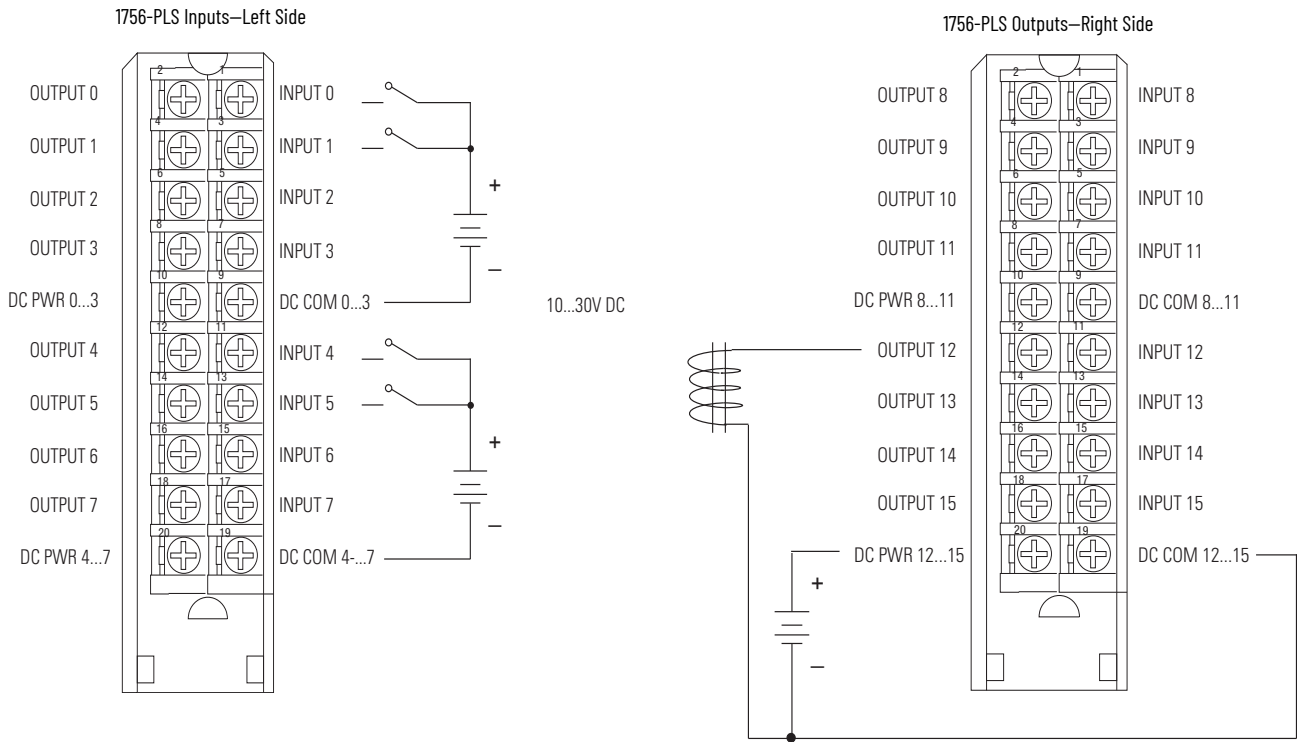 1756-PLS Inputs—Left Side
2 1
OUTPUT 0 INPUT 0
4 3
OUTPUT 1 INPUT 1
6 5
OUTPUT 2 INPUT 2
+
8 7
OUTPUT 3 INPUT 3
–
10 9
DC PWR 0...3 DC COM 0...3
12 11
OUTPUT 4 INPUT 4
14 13
OUTPUT 5 INPUT 5
16 15
+
OUTPUT 6 INPUT 6
18 17
OUTPUT 7 INPUT 7
–
20 19
DC PWR 4...7 DC COM 4-...7
10...30V DC
1756-PLS Outputs—Right Side
2 1
OUTPUT 8 INPUT 8
4 3
OUTPUT 9 INPUT 9
6 5
OUTPUT 10 INPUT 10
8 7
OUTPUT 11 INPUT 11
10 9
DC PWR 8...11 DC COM 8...11
12 11
OUTPUT 12 INPUT 12
14 13
OUTPUT 13 INPUT 13
16 15
OUTPUT 14 INPUT 14
18 17
OUTPUT 15 INPUT 15
20 19
DC PWR 12...15 DC COM 12...15
+
–